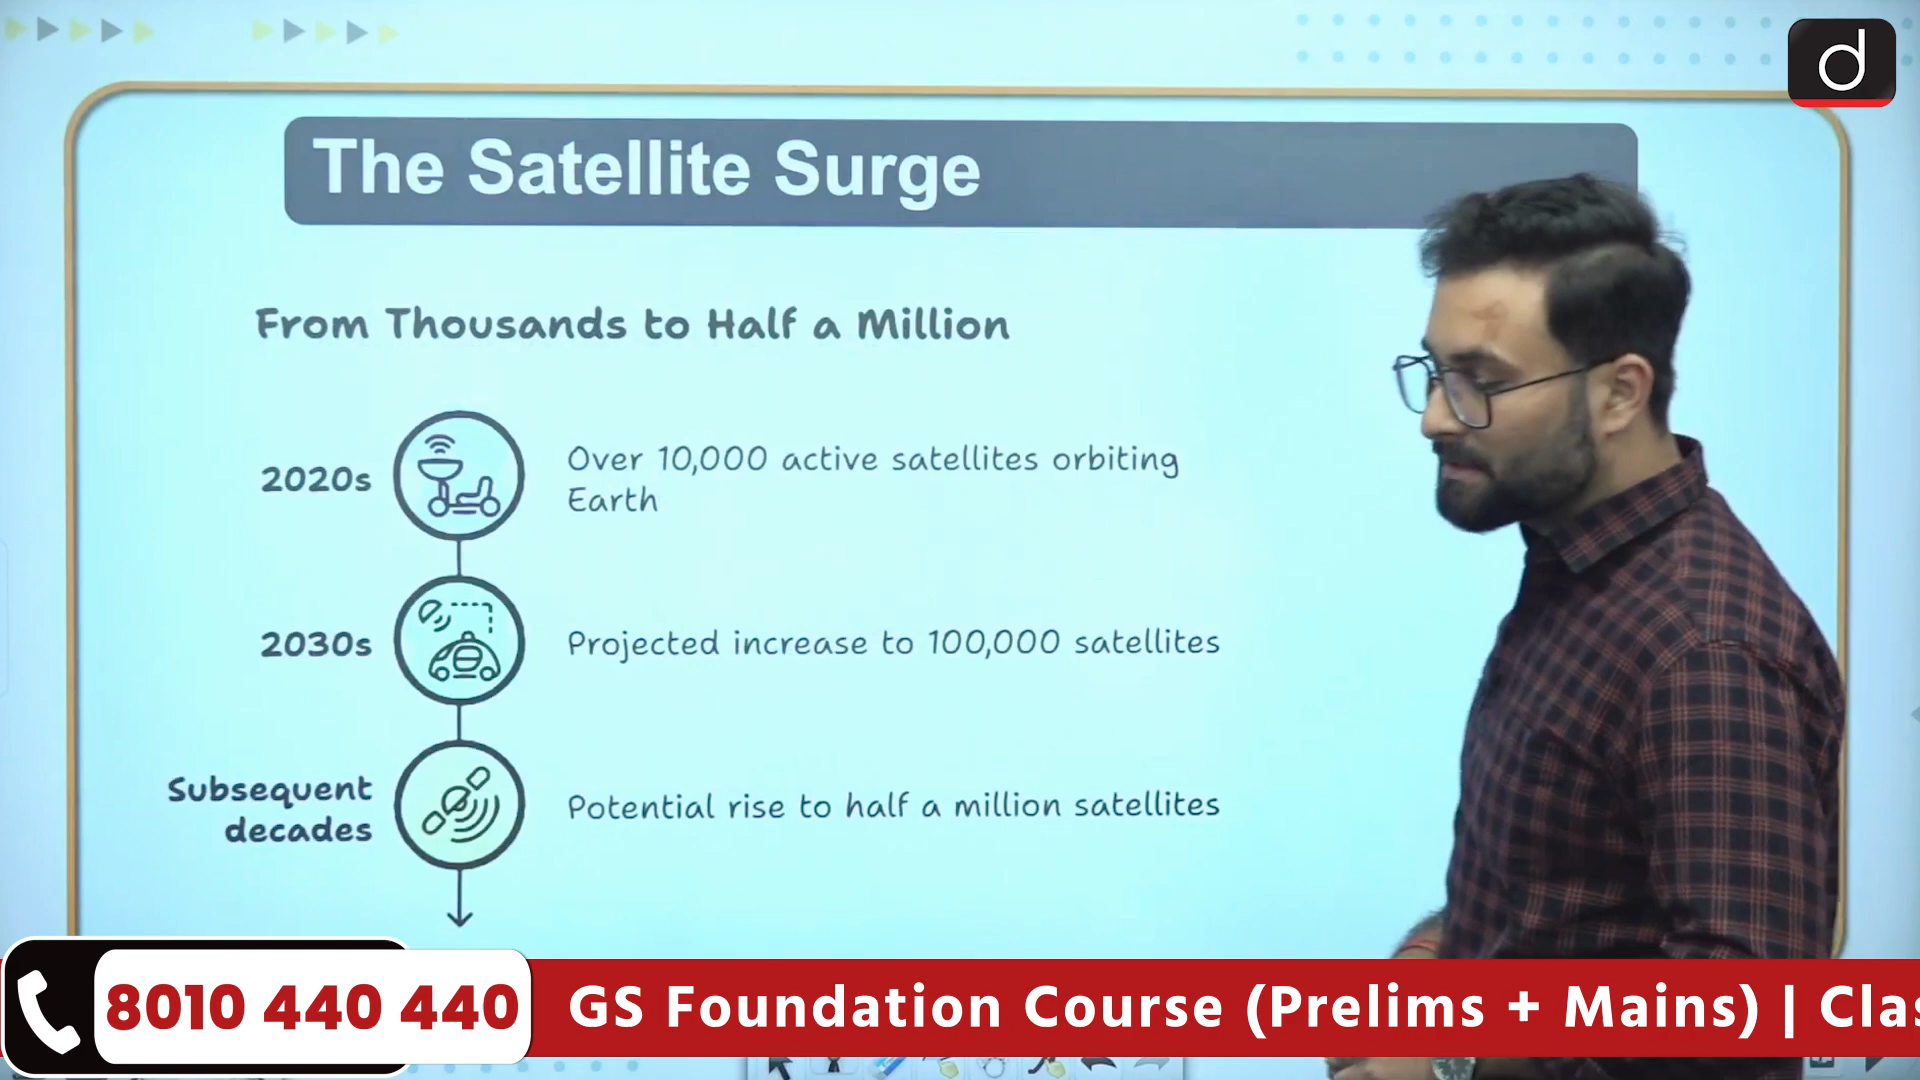 d
The Satellite Surge
From Thousands to Half a Million
2020s
Over 10,000 active satellites orbiting
Earth
2030s
Projected increase to 100,000 satellites
Subsequent
decades
Potential rise to half a million satellites
8010 440 440
GS Foundation Course (Prelims + Mains) | Clas